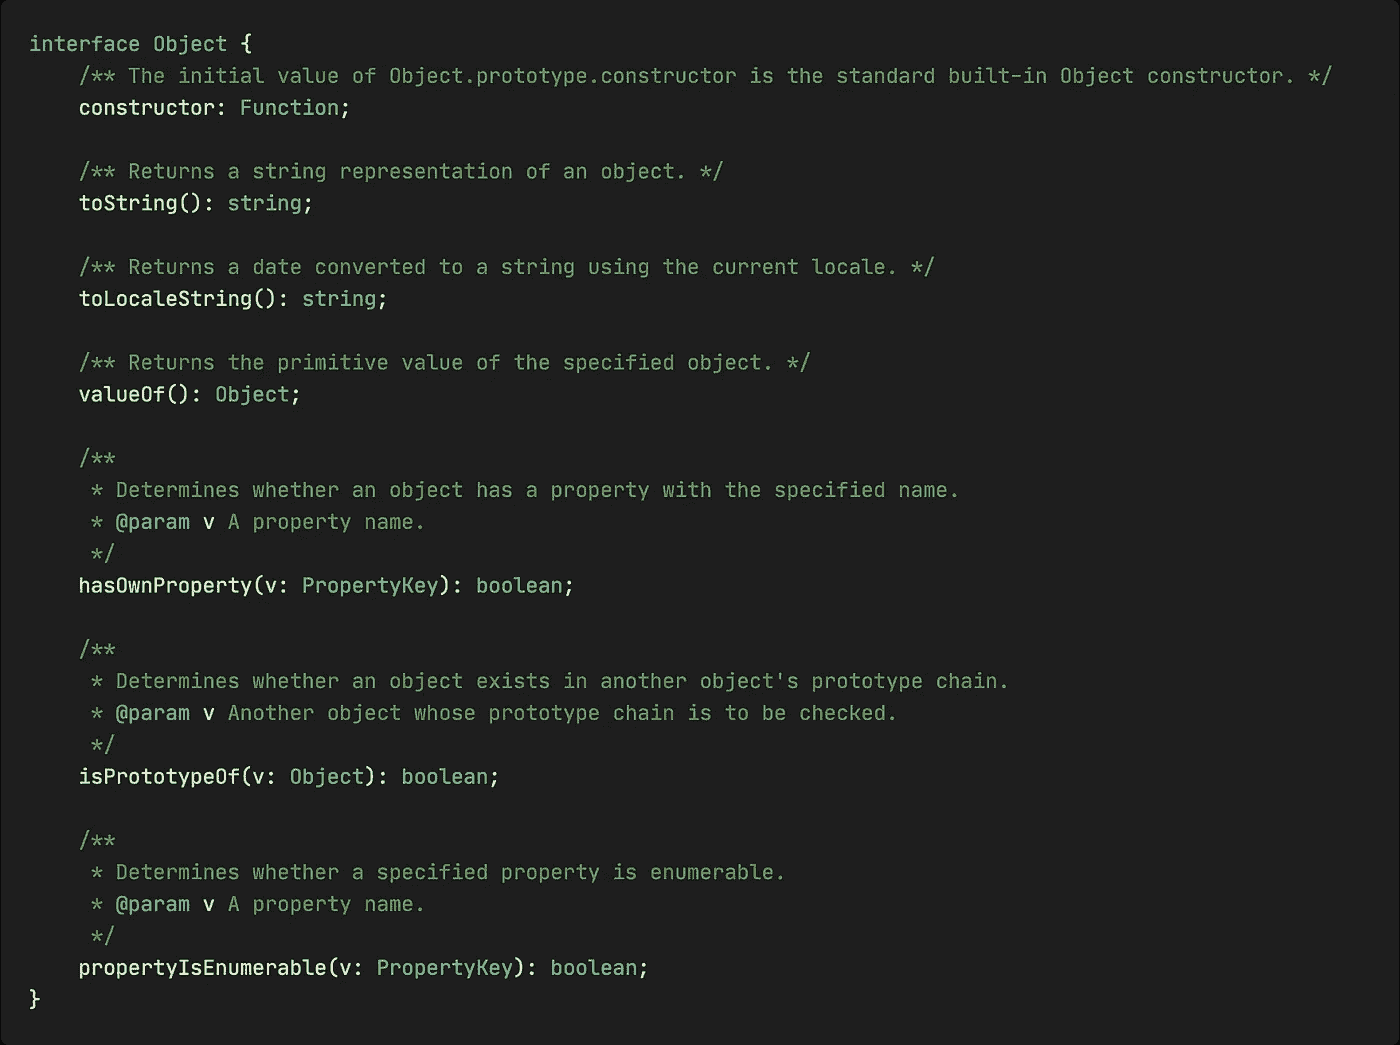 interface Object {
    /** The initial value of Object.prototype.constructor is the standard built-in Object constructor. */
    constructor: Function;

    /** Returns a string representation of an object. */
    toString(): string;

    /** Returns a date converted to a string using the current locale. */
    toLocaleString(): string;

    /** Returns the primitive value of the specified object. */
    valueOf(): Object;

    /**
     * Determines whether an object has a property with the specified name.
     * @param v A property name.
     */
    hasOwnProperty(v: PropertyKey): boolean;

    /**
     * Determines whether an object exists in another object's prototype chain.
     * @param v Another object whose prototype chain is to be checked.
     */
    isPrototypeOf(v: Object): boolean;

    /**
     * Determines whether a specified property is enumerable.
     * @param v A property name.
     */
    propertyIsEnumerable(v: PropertyKey): boolean;
}